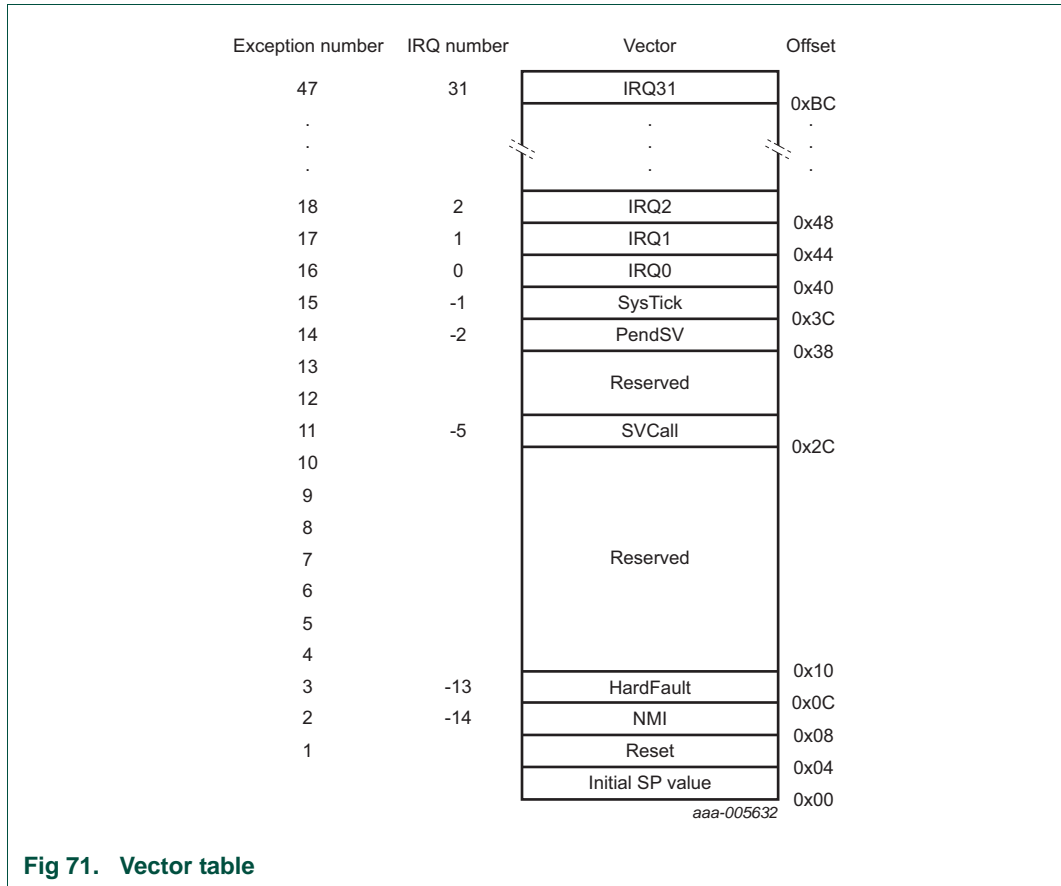 Exception number IRQ number Vector Offset
47 31 IRQ31
0xBC
. . .
. . .
. . .
18 2 IRQ2
0x48
17 1 IRQ1
0x44
16 0 IRQ0
0x40
15 -1 SysTick
0x3C
14 -2 PendSV
0x38
13
Reserved
12
11 -5 SVCall
0x2C
10
9
8
7 Reserved
6
5
4
0x10
3 -13 HardFault
0x0C
2 -14 NMI
0x08
1 Reset
0x04
Initial SP value
0x00
aaa-005632
Fig 71. Vector table